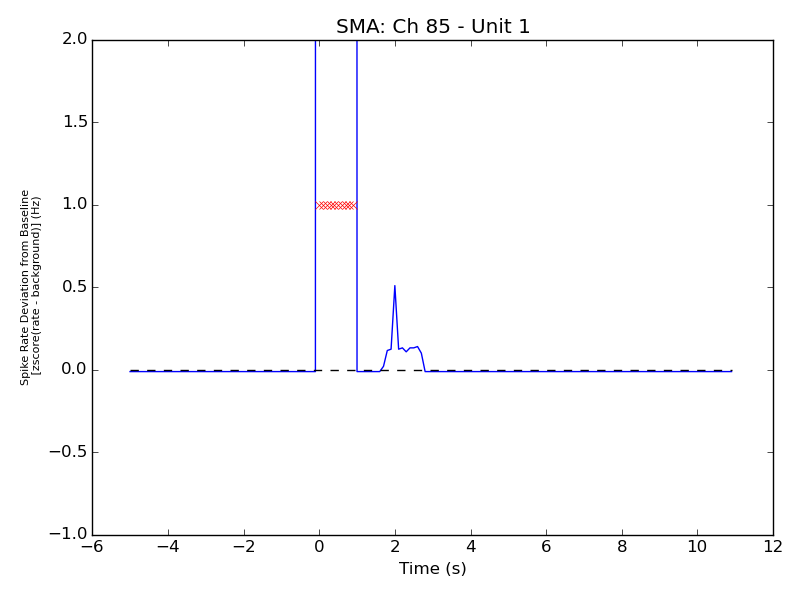 SMA: Ch 85 - Unit 1
2.0
1.5
1.0
0.5
0.0
−0.5
−1.0
Spike Rate Deviation from Baseline
[zscore(rate - background)] (Hz)
−6 −4 −2 0 2 4 6 8 10 12
Time (s)